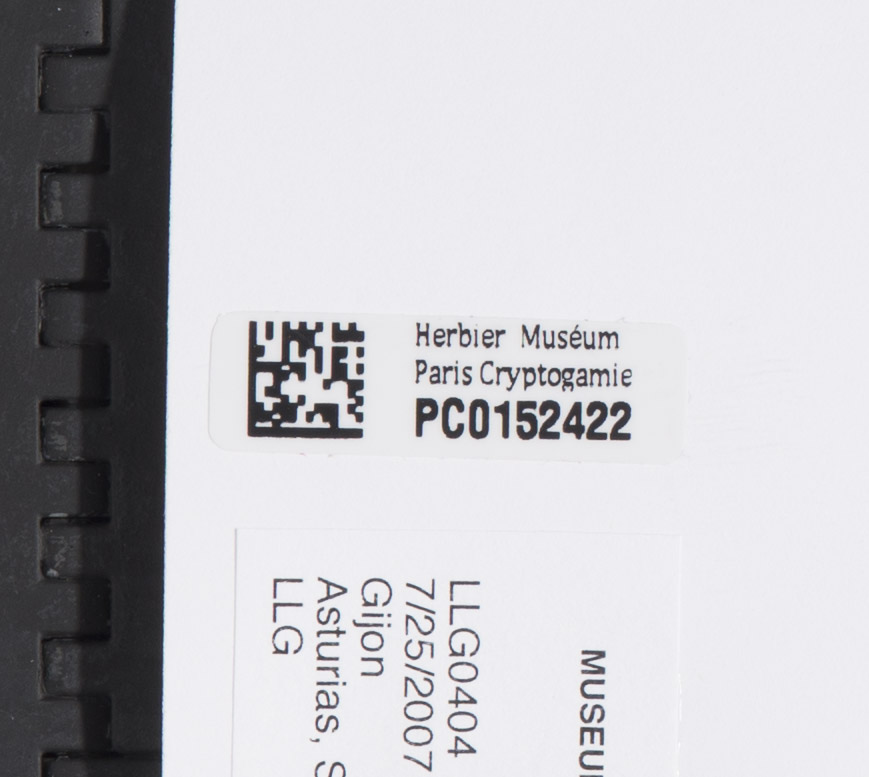 Herbier Muséum
Paris Cryptogamie
PC0152422
MUSEU
LLG0404
7/25/2007
Gijon
Asturias, S
LLG